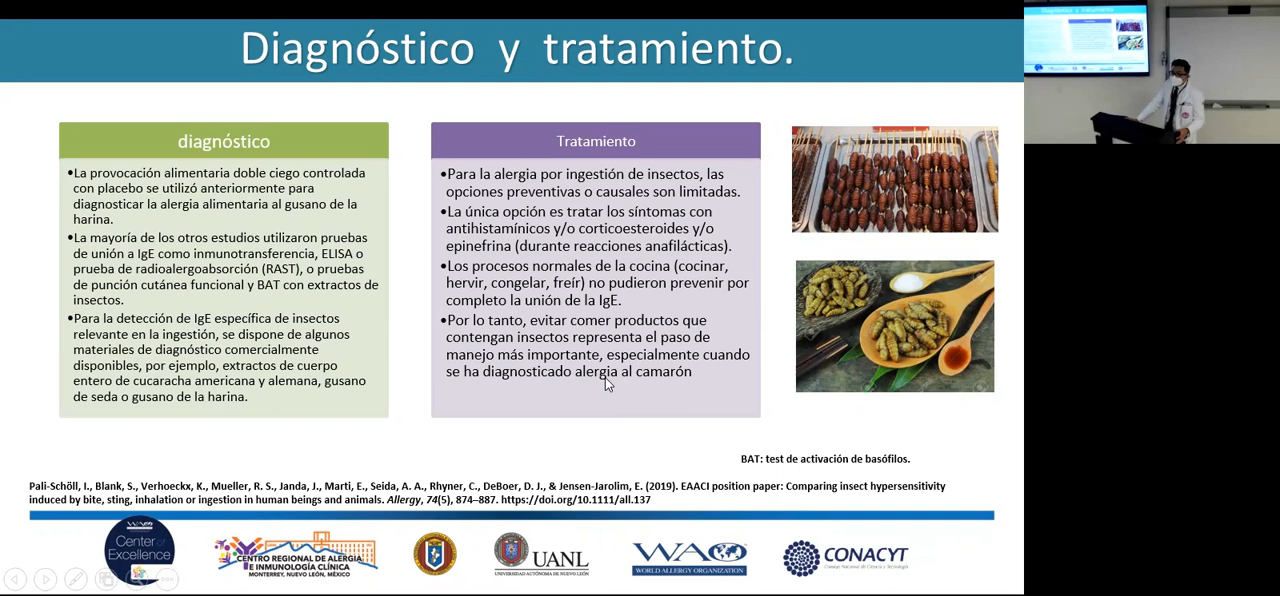 Diagnóstico y tratamiento.
diagnóstico
•La provocación alimentaria doble ciego controlada
con placebo se utilizó anteriormente para
diagnosticar la alergia alimentaria al gusano de la
harina.
•La mayoría de los otros estudios utilizaron pruebas
de unión a IgE como inmunotransferencia, ELISA o
prueba de radioalergoabsorción (RAST), o pruebas
de punción cutánea funcional y BAT con extractos de
insectos.
•Para la detección de IgE específica de insectos
relevante en la ingestión, se dispone de algunos
materiales de diagnóstico comercialmente
disponibles, por ejemplo, extractos de cuerpo
entero de cucaracha americana y alemana, gusano
de seda o gusano de la harina.
Tratamiento
•Para la alergia por ingestión de insectos, las
opciones preventivas o causales son limitadas.
•La única opción es tratar los síntomas con
antihistamínicos y/o corticoesteroides y/o
epinefrina (durante reacciones anafilácticas).
•Los procesos normales de la cocina (cocinar,
hervir, congelar, freír) no pudieron prevenir por
completo la unión de la IgE.
•Por lo tanto, evitar comer productos que
contengan insectos representa el paso de
manejo más importante, especialmente cuando
se ha diagnosticado alergia al camarón
BAT: test de activación de basófilos.
Pali-Schöll, I., Blank, S., Verhoeckx, K., Mueller, R. S., Janda, J., Marti, E., Seida, A. A., Rhyner, C., DeBoer, D. J., & Jensen-Jarolim, E. (2019). EAACI position paper: Comparing insect hypersensitivity
induced by bite, sting, inhalation or ingestion in human beings and animals. Allergy, 74(5), 874–887. https://doi.org/10.1111/all.137
WAO
Center of
Excellence
CENTRO REGIONAL DE ALERGIA
E INMUNOLOGÍA CLÍNICA
MONTERREY, NUEVO LEÓN, MÉXICO
UANL
UNIVERSIDAD AUTÓNOMA DE NUEVO LEÓN
WAO
WORLD ALLERGY ORGANIZATION
CONACYT
Consejo Nacional de Ciencia y Tecnología
Diagnóstico y tratamiento